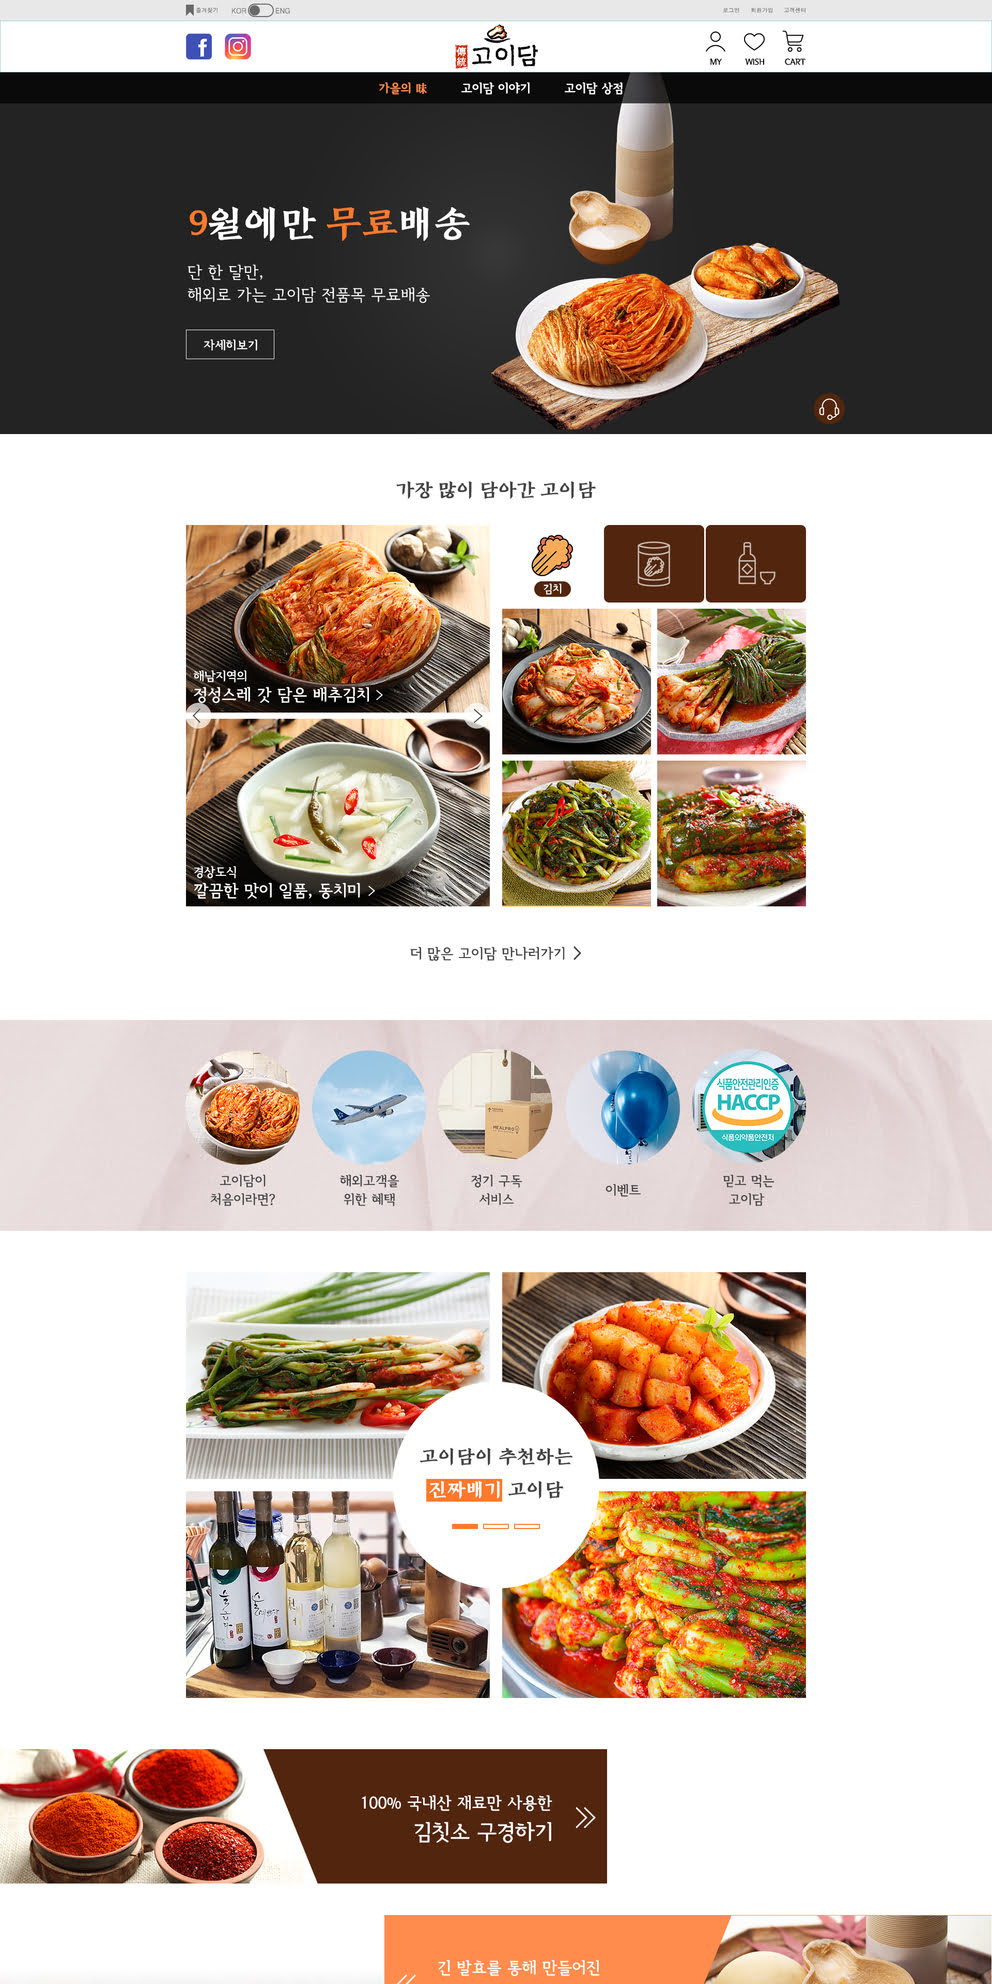 즐겨찾기
KOR
ENG
로그인
회원가입
고객센터
傳統
고이담
MY
WISH
CART
가을의 味
고이담 이야기
고이담 상점
9월에만 무료배송
단 한 달만,
해외로 가는 고이담 전품목 무료배송
자세히보기
가장 많이 담아간 고이담
김치
해남지역의
정성스레 갓 담은 배추김치 >
경상도식
깔끔한 맛이 일품, 동치미 >
더 많은 고이담 만나러가기 >
고이담이
처음이라면?
해외고객을
위한 혜택
MEALPRO
정기 구독
서비스
이벤트
식품안전관리인증
HACCP
식품의약품안전처
믿고 먹는
고이담
고이담이 추천하는
진짜배기 고이담
100% 국내산 재료만 사용한
김칫소 구경하기
긴 발효를 통해 만들어진